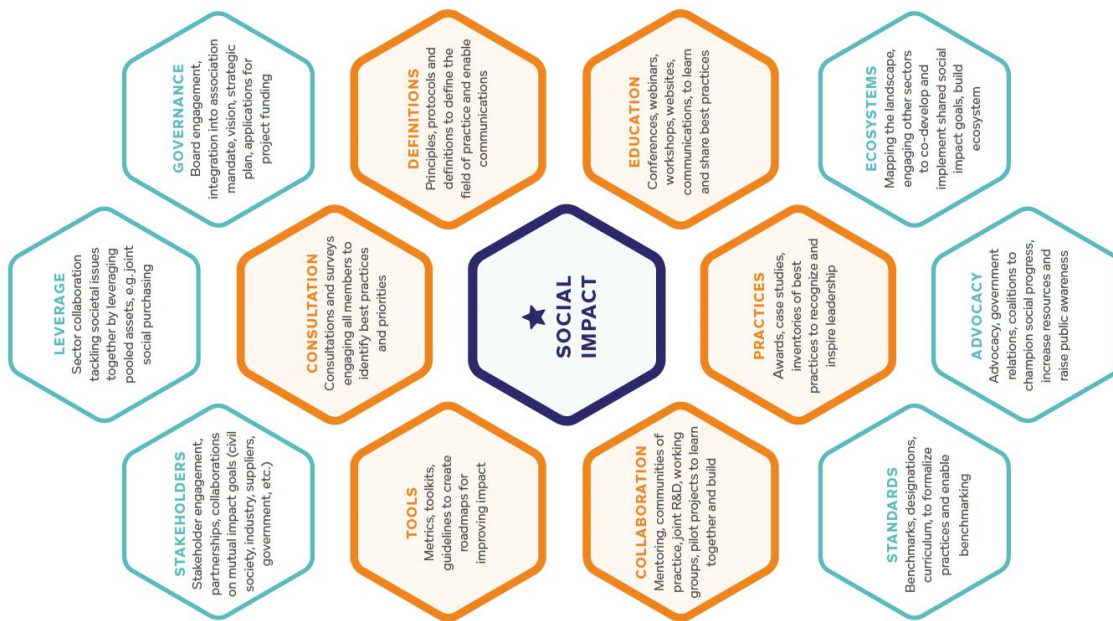 LEVERAGE
Sector collaboration
tackling societal issues
together by leveraging
pooled assets, e.g. joint
social purchasing
STAKEHOLDERS
Stakeholder engagement,
partnerships, collaborations
on mutual impact goals (civil
society, industry, suppliers,
government, etc.)
GOVERNANCE
Board engagement,
integration into association
mandate, vision, strategic
plan, applications for
project funding
CONSULTATION
Consultations and surveys
engaging all members to
identify best practices
and priorities
TOOLS
Metrics, toolkits,
guidelines to create
roadmaps for
improving impact
DEFINITIONS
Principles, protocols and
definitions to define the
field of practice and enable
communications
SOCIAL
IMPACT
COLLABORATION
Mentoring, communities of
practice, joint R&D, working
groups, pilot projects to learn
together and build
EDUCATION
Conferences, webinars,
workshops, websites,
communications, to learn
and share best practices
PRACTICES
Awards, case studies,
inventories of best
practices to recognize and
inspire leadership
STANDARDS
Benchmarks, designations,
curriculum, to formalize
practices and enable
benchmarking
ECOSYSTEMS
Mapping the landscape,
engaging other sectors
to co-develop and
implement shared social
impact goals, build
ecosystem
ADVOCACY
Advocacy, government
relations, coalitions to
champion social progress,
increase resources and
raise public awareness